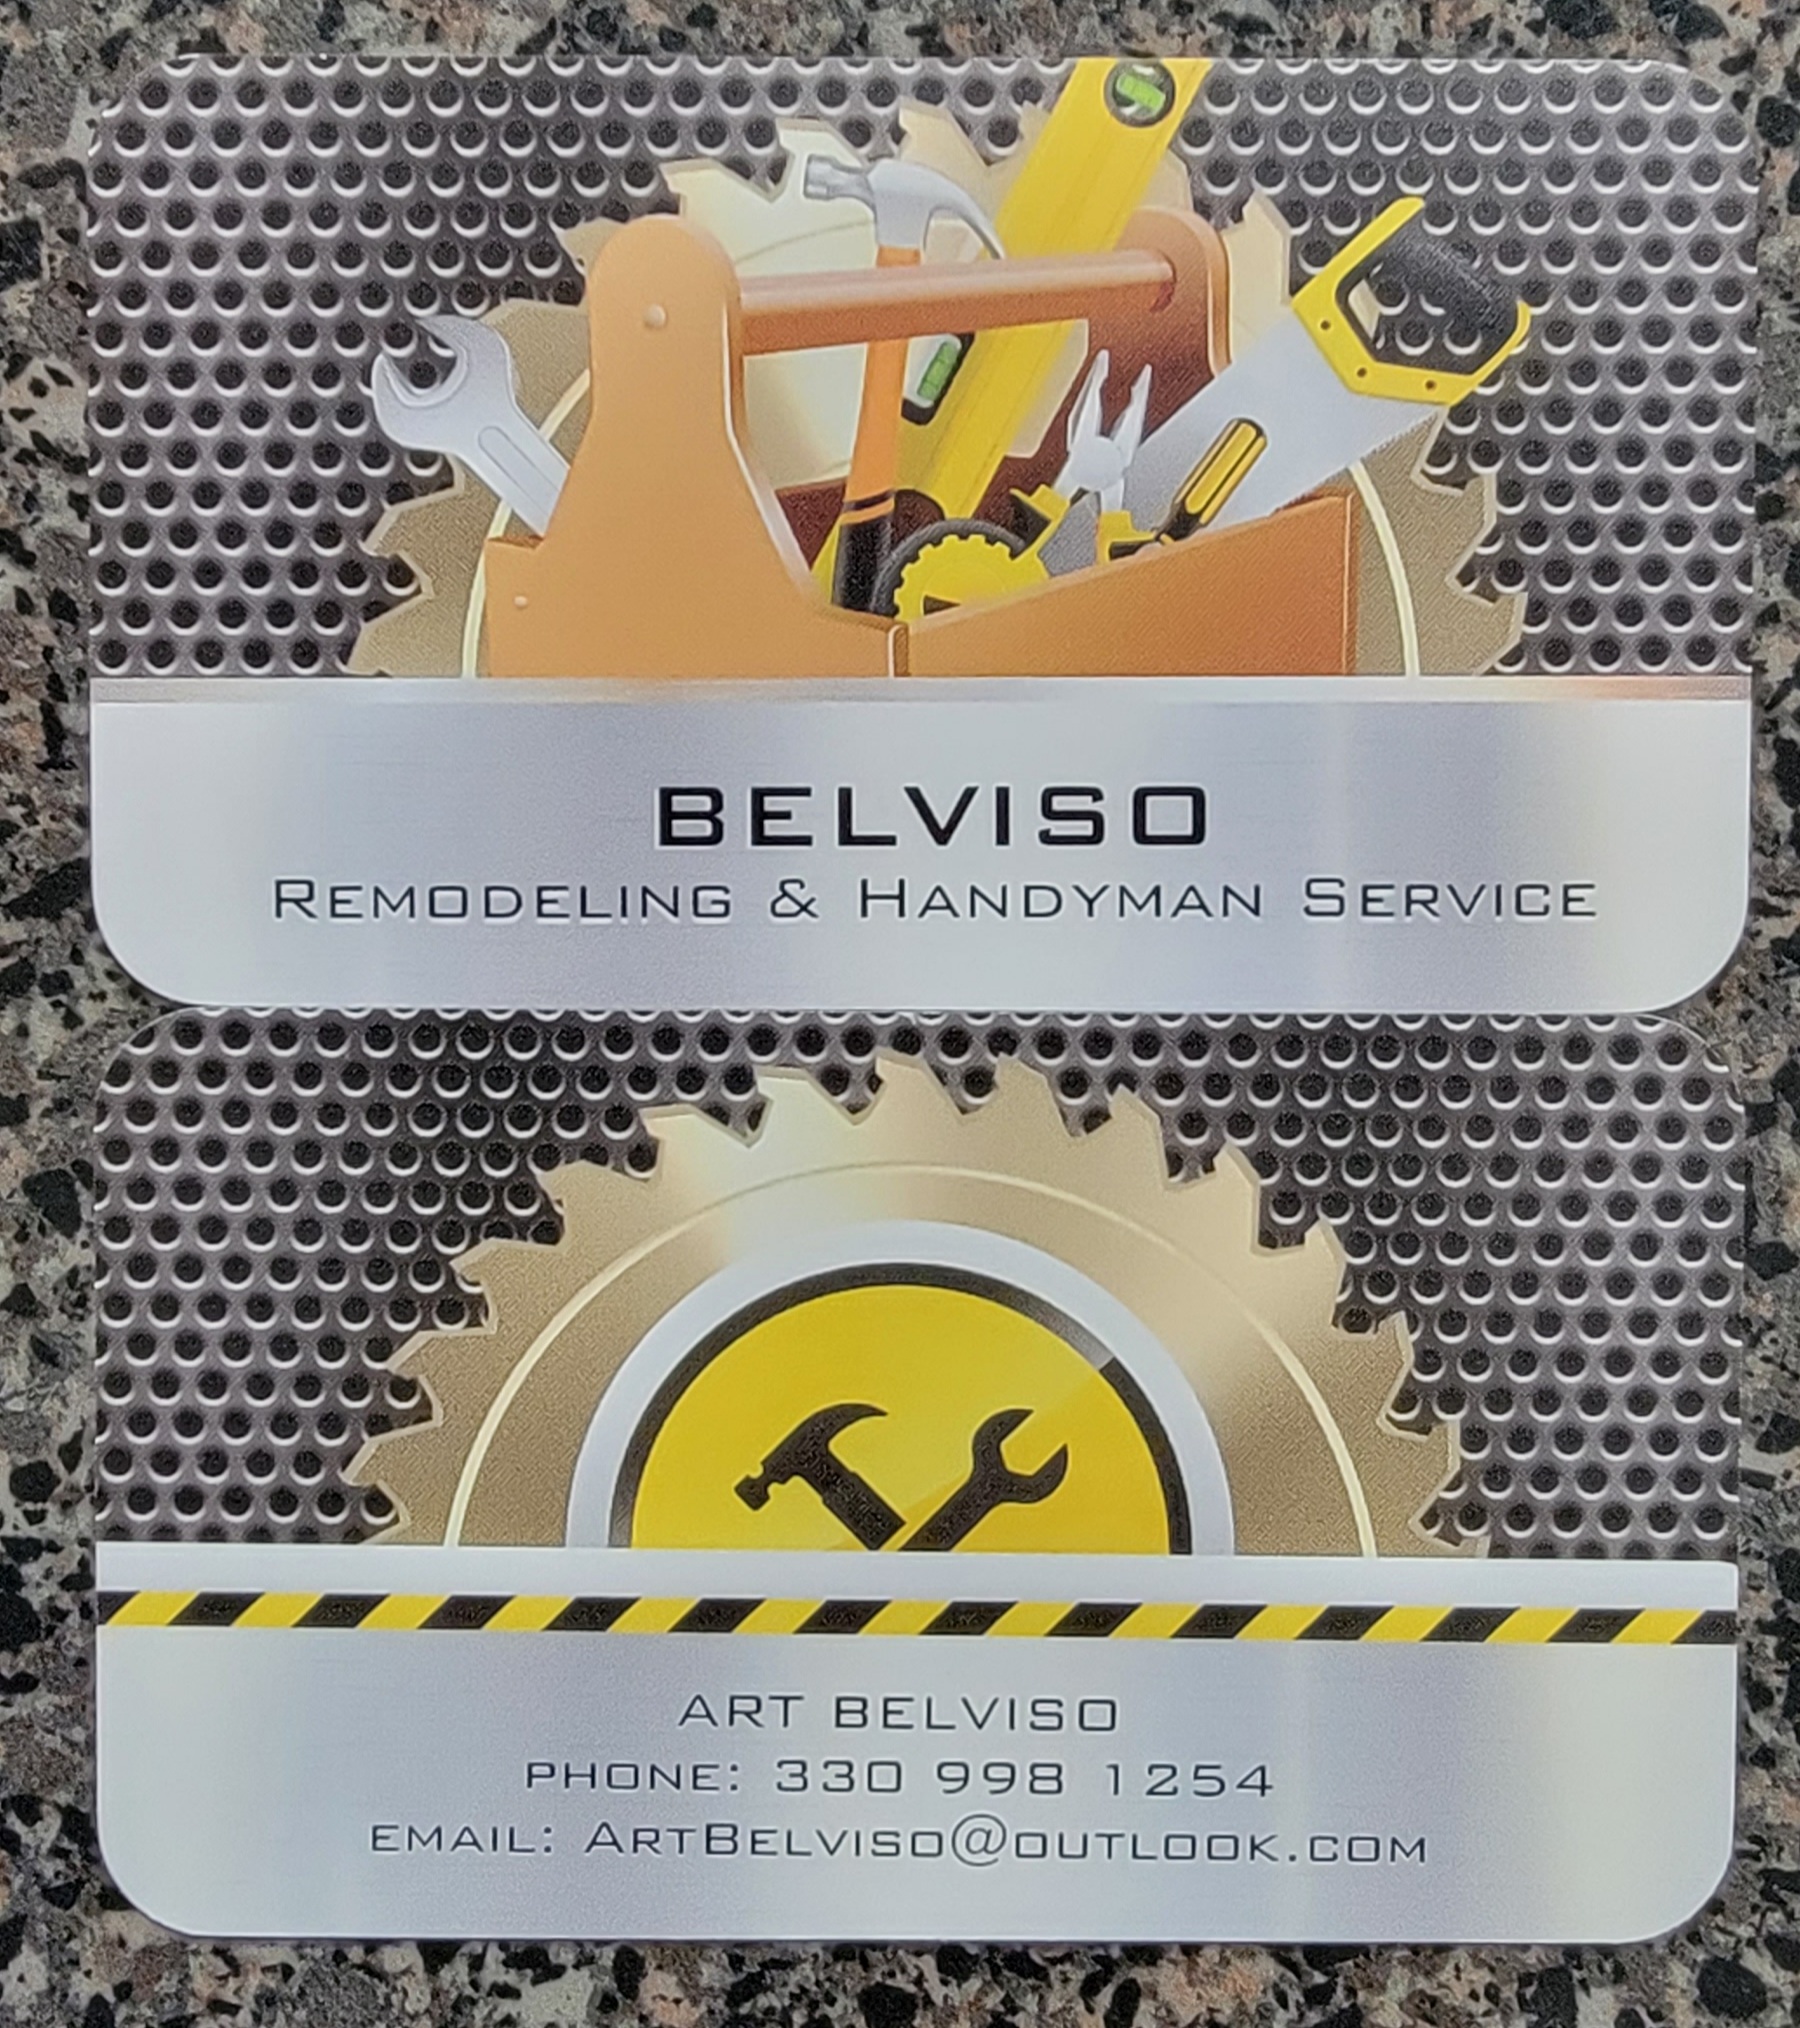 BELVISO
REMODELING & HANDYMAN SERVICE
ART BELVISO
PHONE: 330 998 1254
EMAIL: ARTBELVISO@OUTLOOK.COM